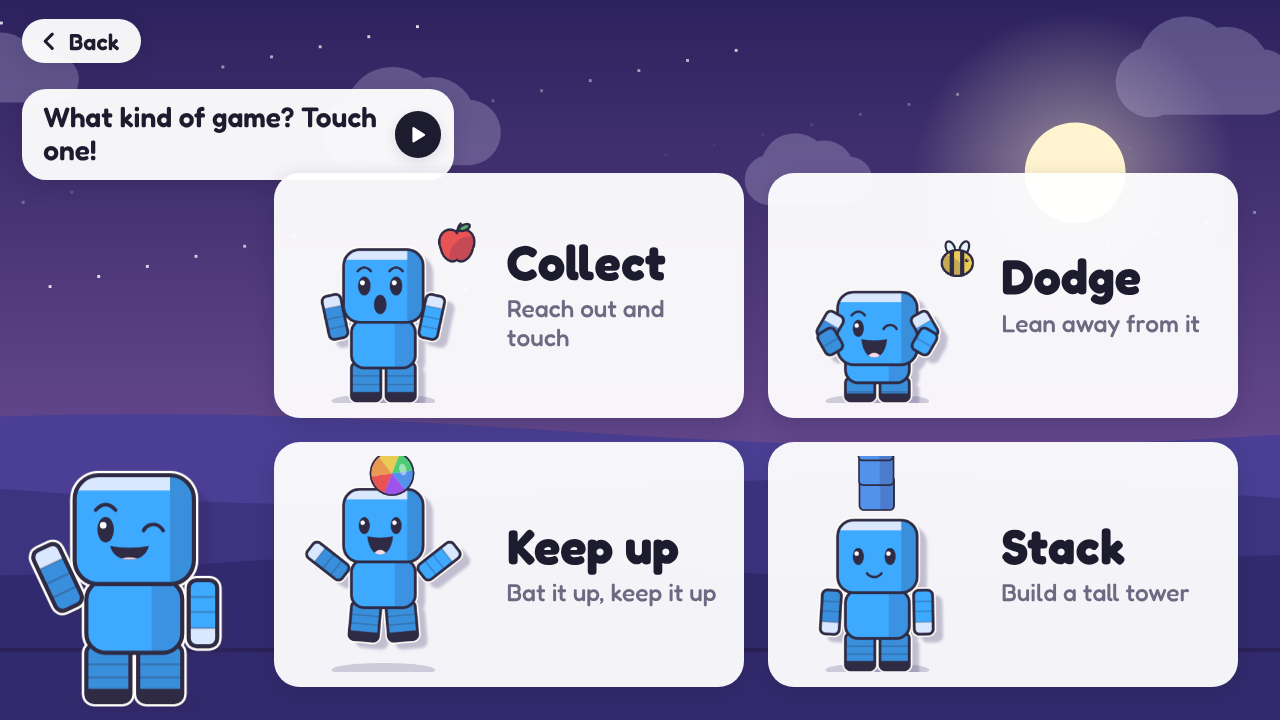 Back
What kind of game? Touch
one!
Collect
Reach out and
touch
Dodge
Lean away from it
Keep up
Bat it up, keep it up
Stack
Build a tall tower